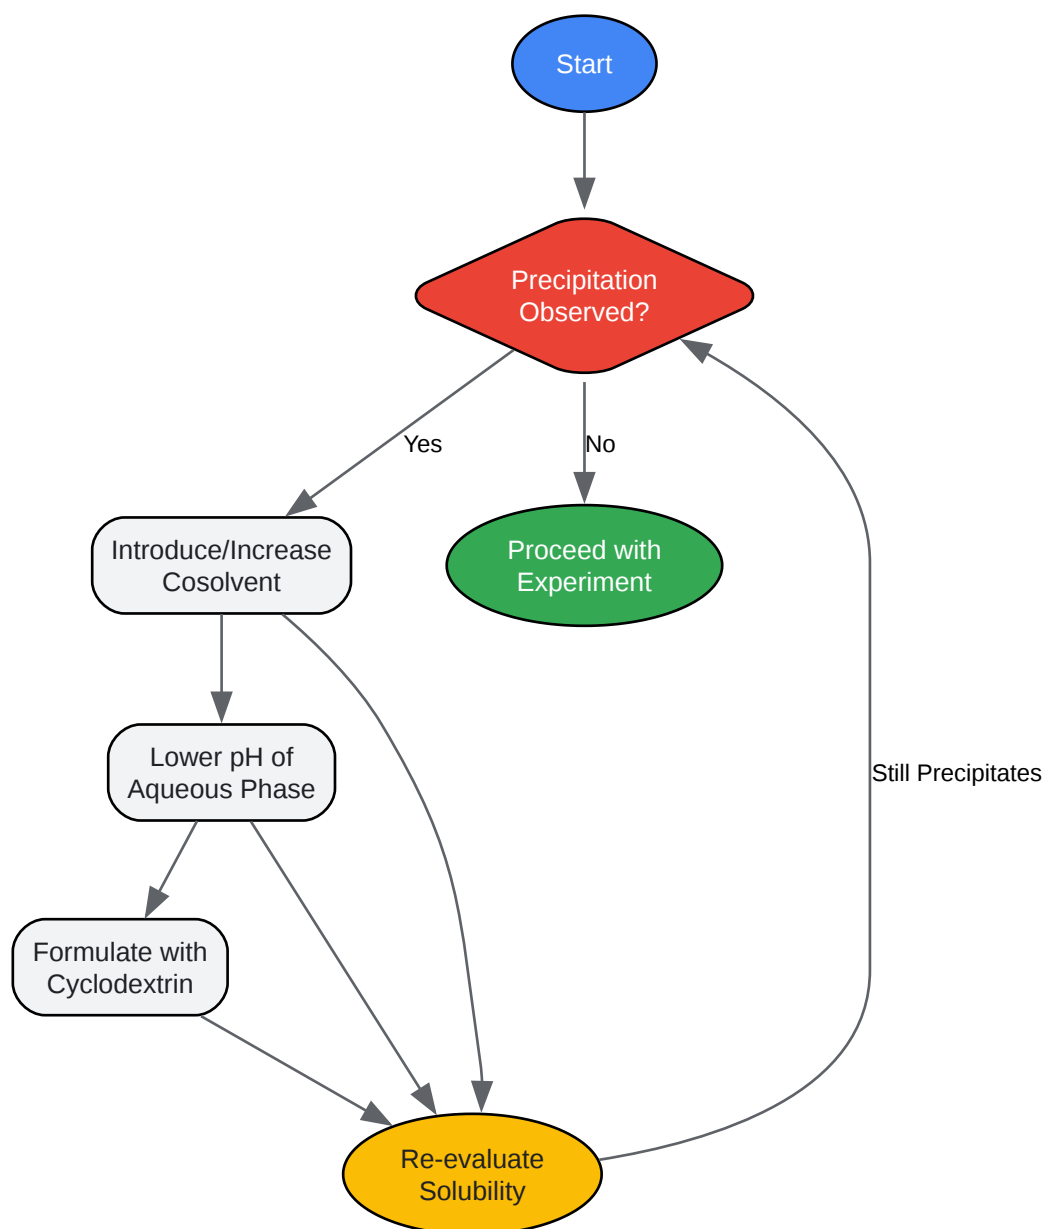 Start
Precipitation
Observed?
Yes
No
Introduce/Increase
Cosolvent
Proceed with
Experiment
Lower pH of
Aqueous Phase
Still Precipitates
Formulate with
Cyclodextrin
Re-evaluate
Solubility